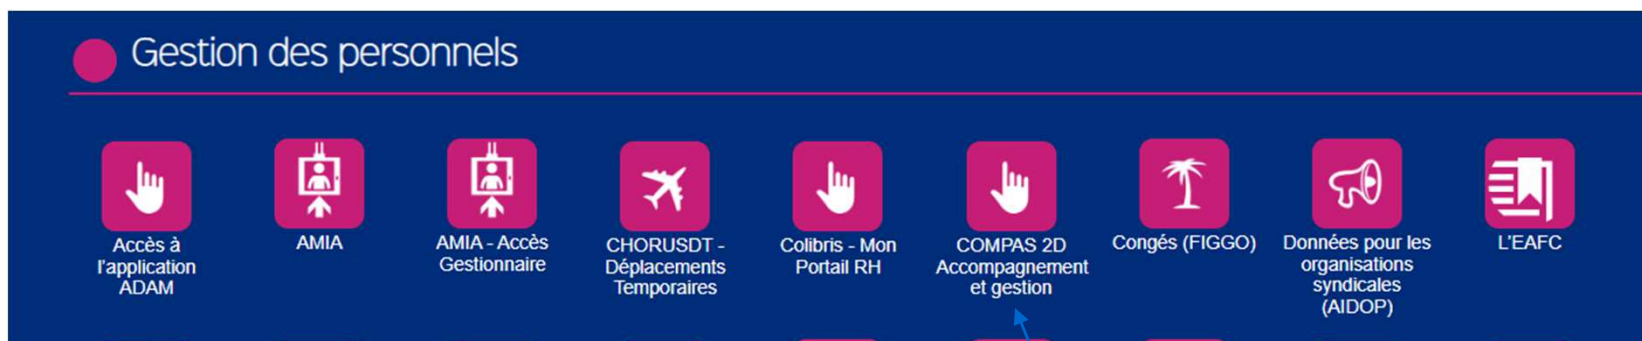 Gestion des personnels
Accès à
l'application
ADAM
AMIA
AMIA - Accès
Gestionnaire
CHORUSDT -
Déplacements
Temporaires
Colibris - Mon
Portail RH
COMPAS 2D
Accompagnement
et gestion
Congés (FIGGO)
Données pour les
organisations
syndicales
(AIDOP)
L'EAFC